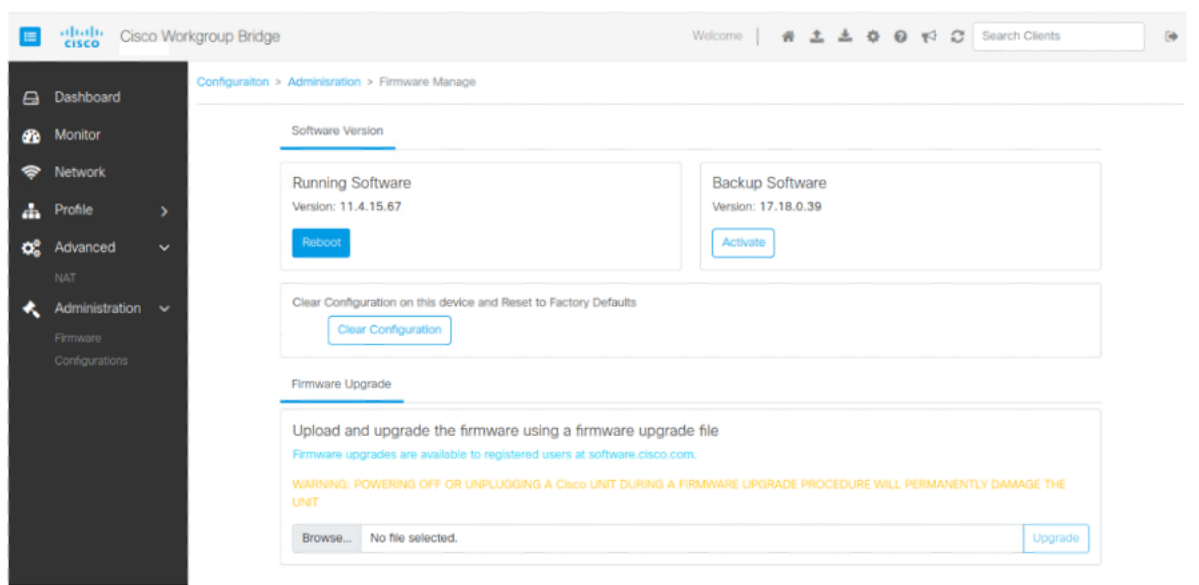 CISCO
Cisco Workgroup Bridge
Welcome
Search Clients
Dashboard
Monitor
Network
Profile
Advanced
NAT
Administration
Firmware
Configurations
Configuraiton > Adminisration > Firmware Manage
Software Version
Running Software
Version: 11.4.15.67
Reboot
Backup Software
Version: 17.18.0.39
Activate
Clear Configuration on this device and Reset to Factory Defaults
Clear Configuration
Firmware Upgrade
Upload and upgrade the firmware using a firmware upgrade file
Firmware upgrades are available to registered users at software.cisco.com.
WARNING: POWERING OFF OR UNPLUGGING A Cisco UNIT DURING A FIRMWARE UPGRADE PROCEDURE WILL PERMANENTLY DAMAGE THE
UNIT
Browse... No file selected.
Upgrade